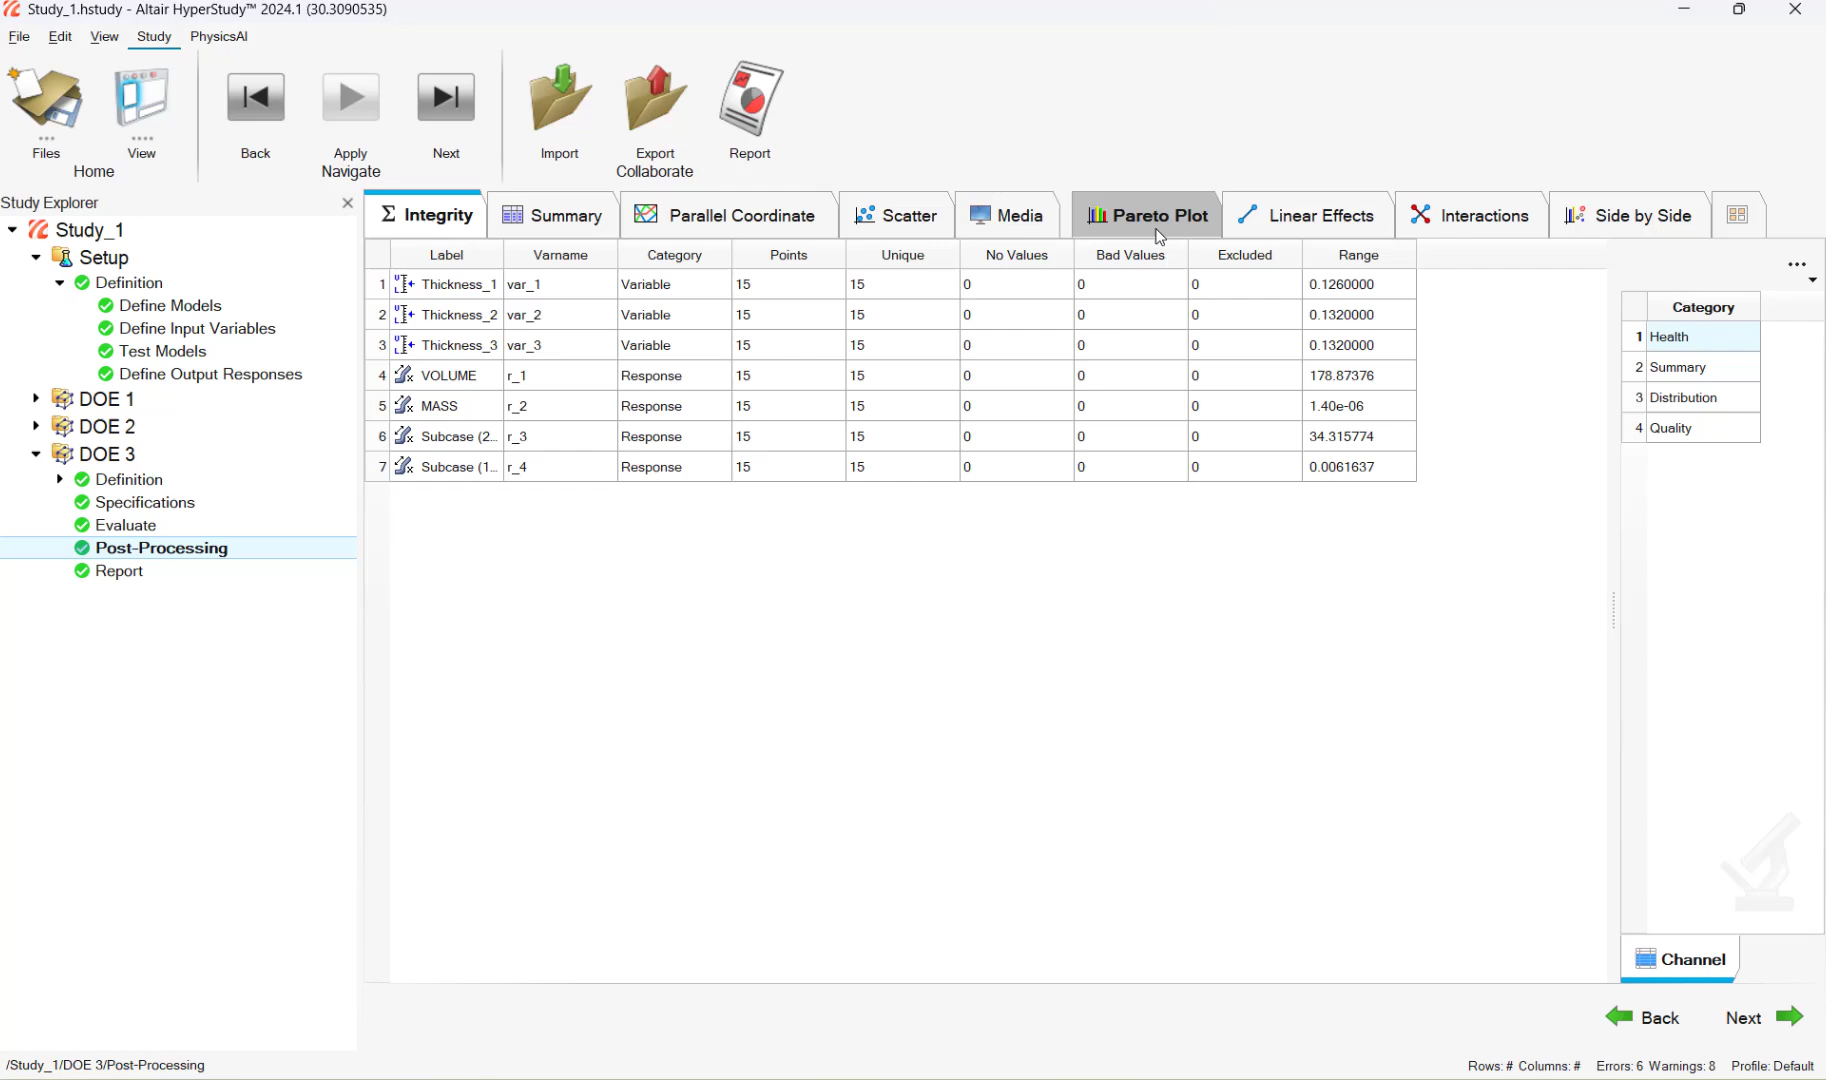 Study_1.hstudy - Altair HyperStudy™ 2024.1 (30.3090535)
File Edit View Study PhysicsAI
Files View Back Apply Next Import Export Report
Home Navigate Collaborate
Study Explorer
Study_1
Setup
Definition
Define Models
Define Input Variables
Test Models
Define Output Responses
DOE 1
DOE 2
DOE 3
Definition
Specifications
Evaluate
Post-Processing
Report
Integrity Summary Parallel Coordinate Scatter Media Pareto Plot Linear Effects Interactions Side by Side
Label Varname Category Points Unique No Values Bad Values Excluded Range
1 Thickness_1 var_1 Variable 15 15 0 0 0 0.1260000
2 Thickness_2 var_2 Variable 15 15 0 0 0 0.1320000
3 Thickness_3 var_3 Variable 15 15 0 0 0 0.1320000
4 VOLUME r_1 Response 15 15 0 0 0 178.87376
5 MASS r_2 Response 15 15 0 0 0 1.40e-06
6 Subcase (2... r_3 Response 15 15 0 0 0 34.315774
7 Subcase (1... r_4 Response 15 15 0 0 0 0.0061637
Category
1 Health
2 Summary
3 Distribution
4 Quality
Channel
Back Next
/Study_1/DOE 3/Post-Processing
Rows: # Columns: # Errors: 6 Warnings: 8 Profile: Default